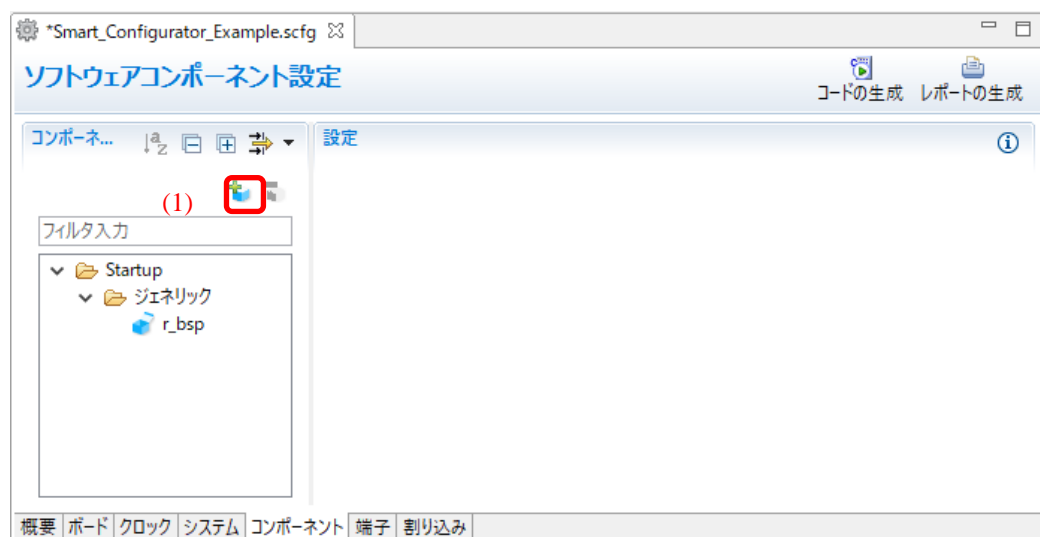 *Smart_Configurator_Example.scfg
ソフトウェアコンポーネント設定
コードの生成 レポートの生成
コンポーネ... 設定
(1)
フィルタ入力
Startup
ジェネリック
r_bsp
概要 ボード クロック システム コンポーネント 端子 割り込み